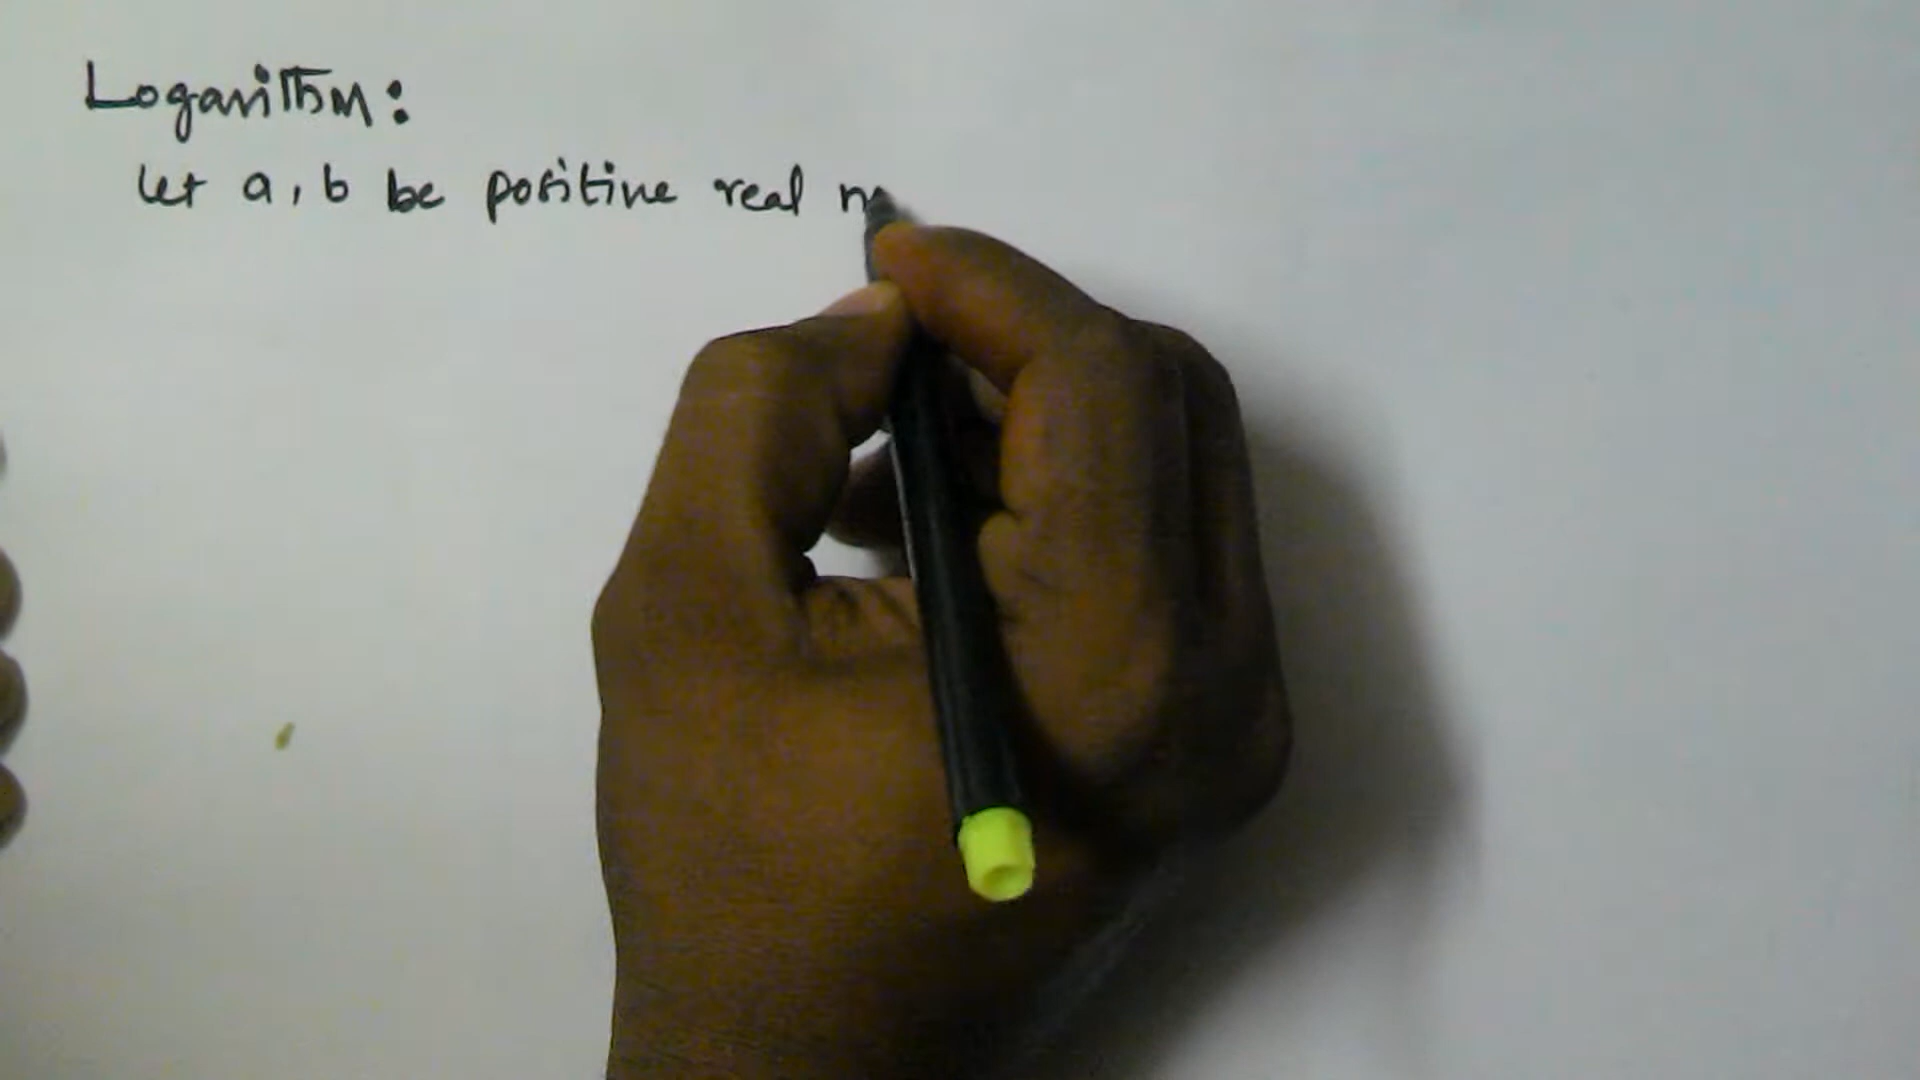 Logarithm:
let a, b be positive real